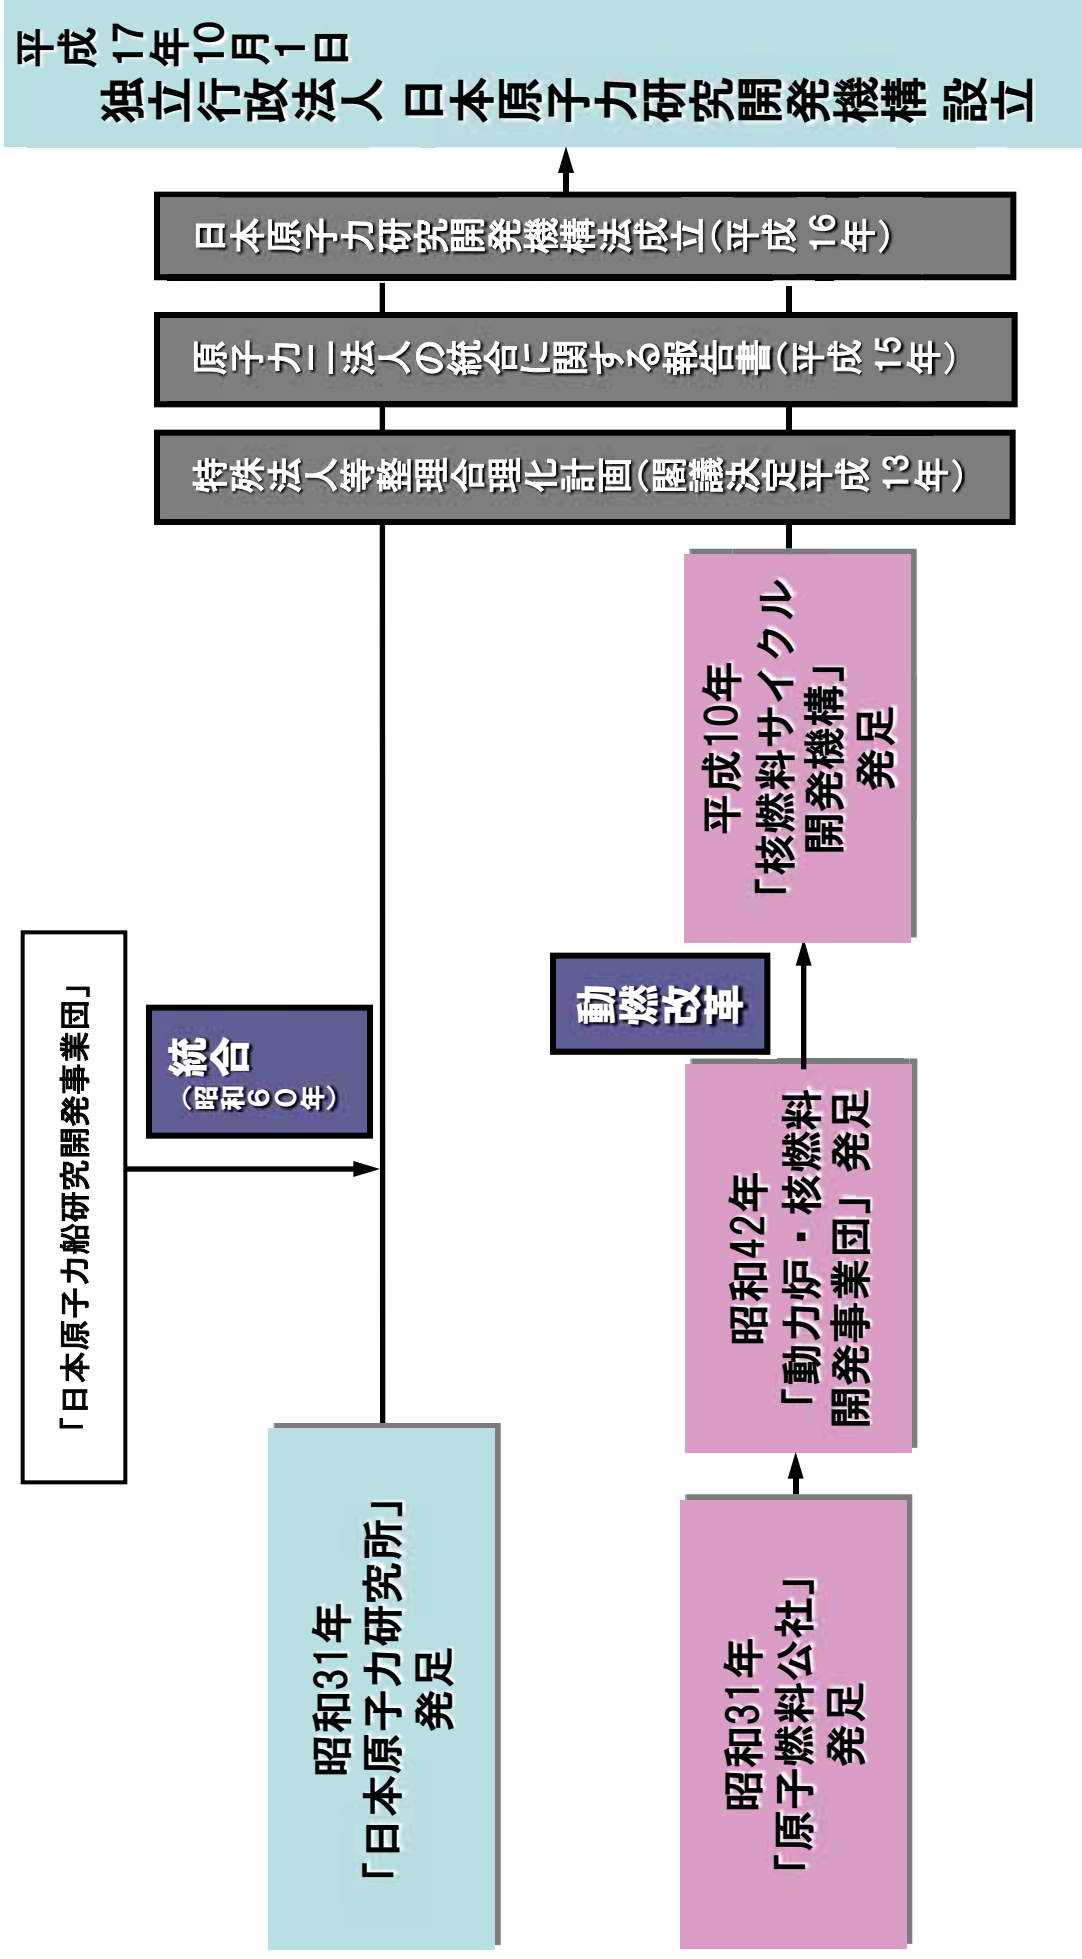 昭和31年
「日本原子力研究所」
発足
「日本原子力船研究開発事業団」
統合
（昭和６０年）
昭和31年
「原子燃料公社」
発足
昭和42年
「動力炉・核燃料
開発事業団」発足
動燃改革
平成10年
「核燃料サイクル
開発機構」
発足
特殊法人等整理合理化計画（閣議決定平成13年）
原子力二法人の統合に関する報告書（平成15年）
日本原子力研究開発機構法成立（平成16年）
平成17年10月１日
独立行政法人 日本原子力研究開発機構 設立